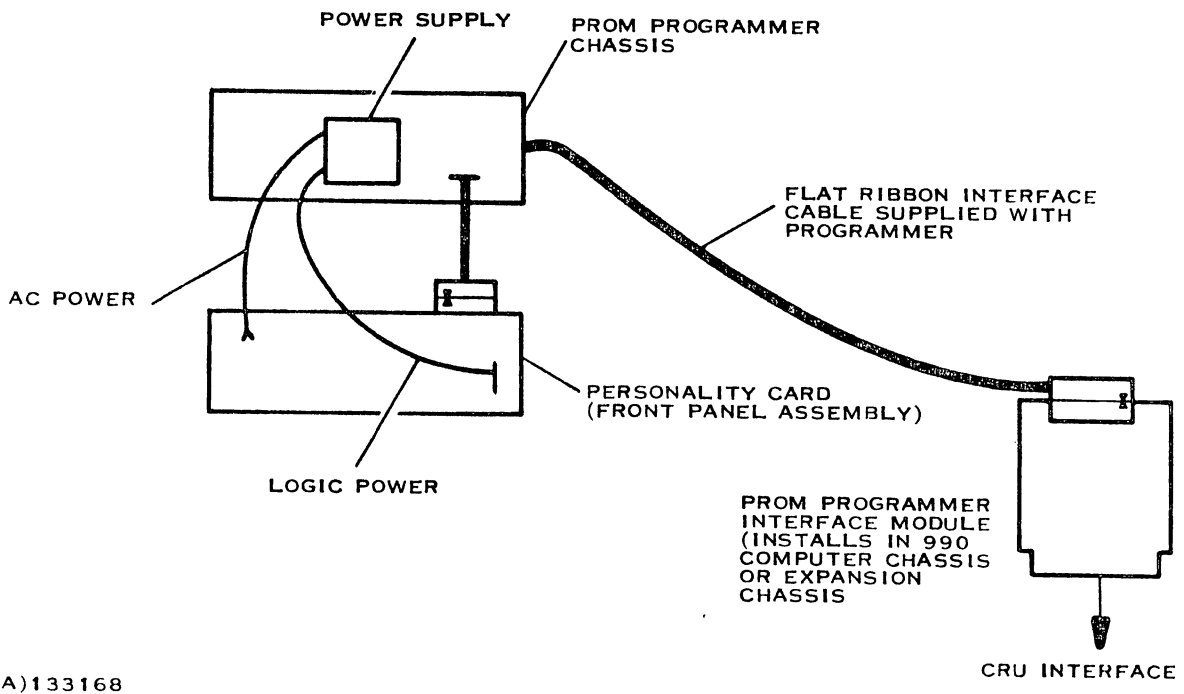 POWER SUPPLY
PROM PROGRAMMER
CHASSIS
FLAT RIBBON INTERFACE
CABLE SUPPLIED WITH
PROGRAMMER
AC POWER
PERSONALITY CARD
(FRONT PANEL ASSEMBLY)
LOGIC POWER
PROM PROGRAMMER
INTERFACE MODULE
(INSTALLS IN 990
COMPUTER CHASSIS
OR EXPANSION
CHASSIS
CRU INTERFACE
A)133168